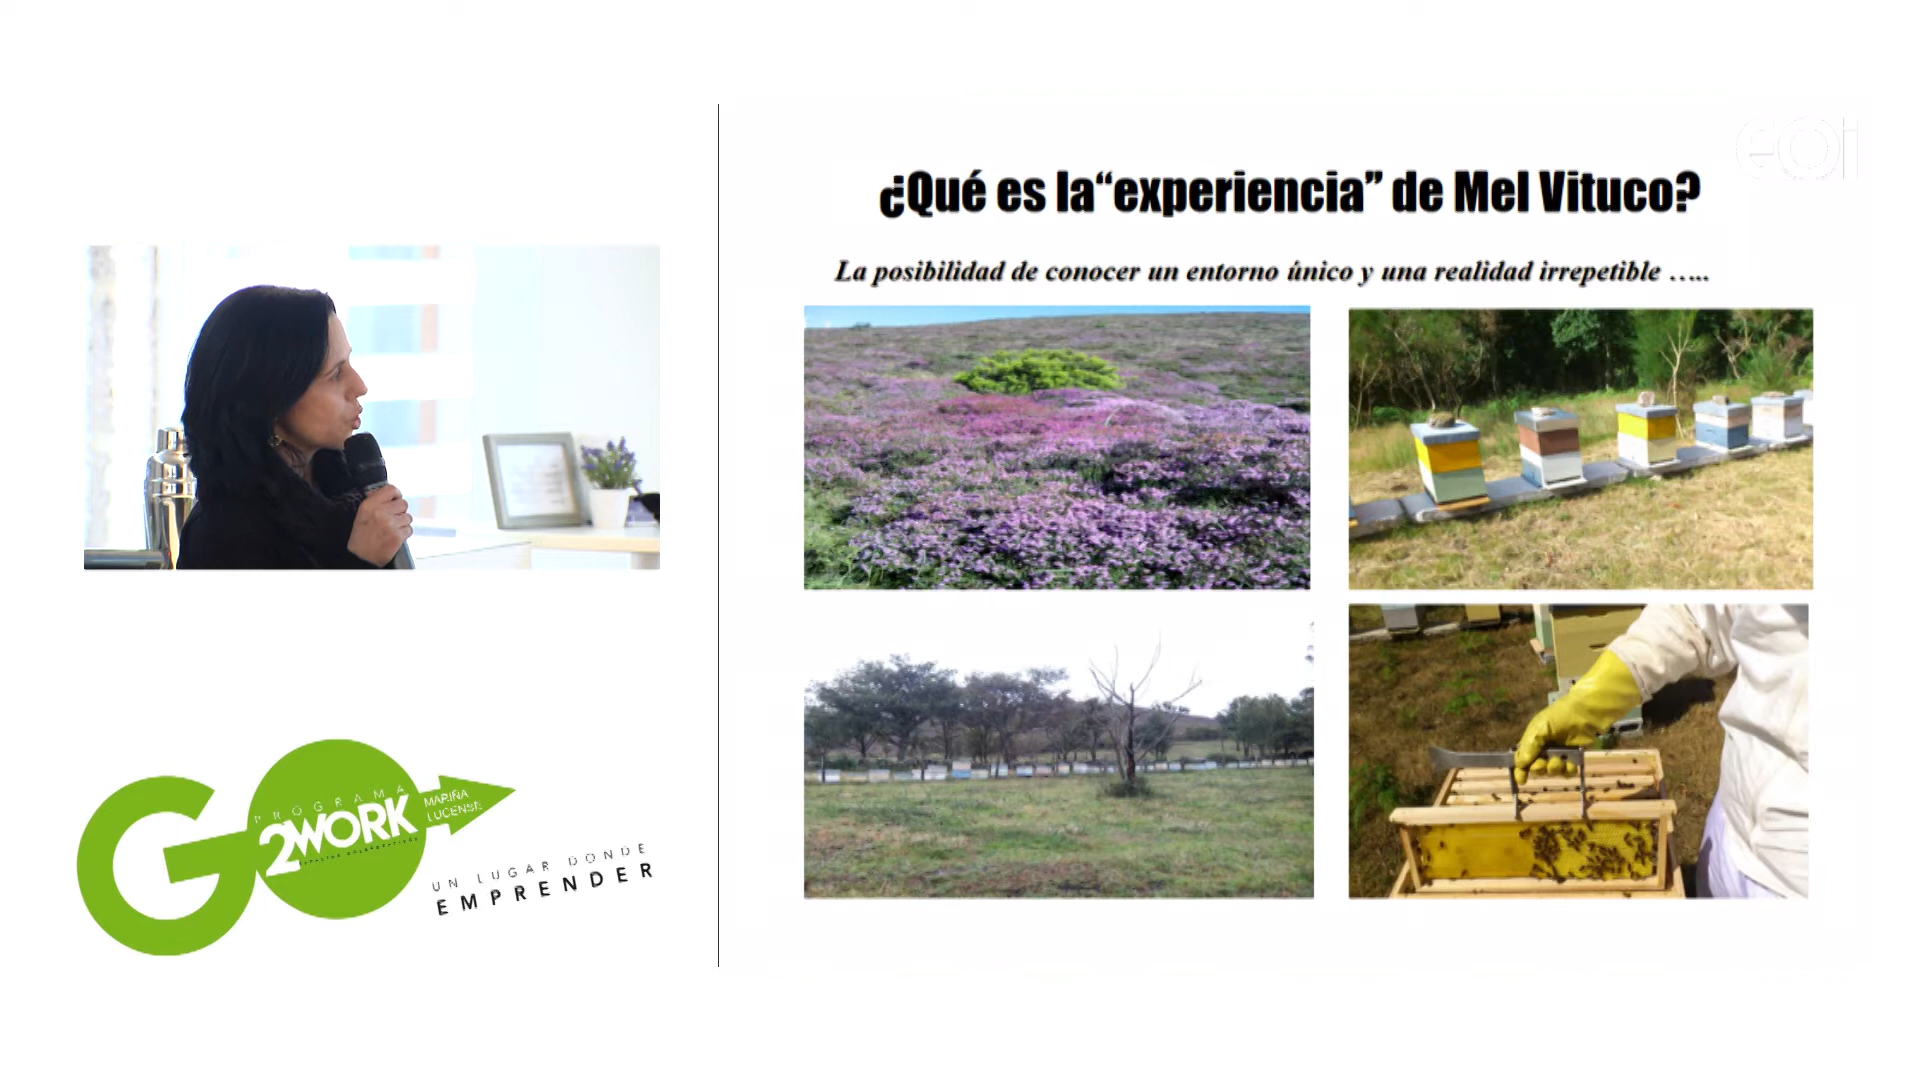 eoi
¿Qué es la“experiencia” de Mel Vituco?
La posibilidad de conocer un entorno único y una realidad irrepetible …..
GO
PROGRAMA
2WORK
MARIÑA
LUCENSE
UN LUGAR DONDE
EMPRENDER